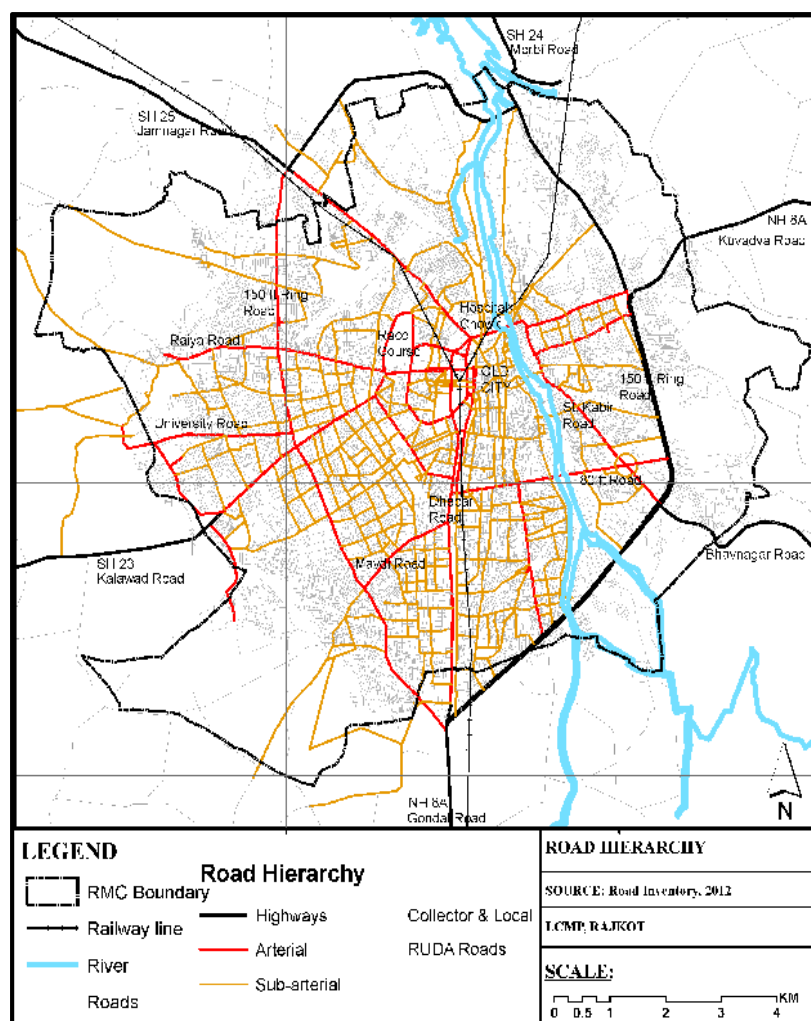 SH 24
Morbi Road
SH 25
Jamnagar Road
NH 8A
Kuvadva Road
150 ft Ring
Road
Hospital
Chowk
Raiya Road
Race
Course
OLD
CITY
150 ft Ring
Road
St. Kabir
Road
University Road
80 ft Road
Dhebar
Road
Mavdi Road
Bhavnagar Road
SH 23
Kalawad Road
NH 8A
Gondal Road
N
LEGEND
RMC Boundary
Railway line
River
Roads
Road Hierarchy
Highways
Arterial
Sub-arterial
Collector & Local
RUDA Roads
ROAD HIERARCHY
SOURCE: Road Inventory, 2012
LCMP, RAJKOT
SCALE:
KM
0 0.5 1 2 3 4